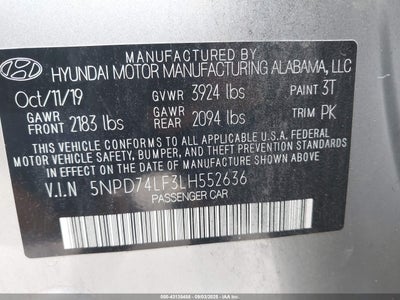 MANUFACTURED BY
HYUNDAI MOTOR MANUFACTURING ALABAMA, LLC
Oct/11/19 GVWR 3924 lbs PAINT 3T
GAWR FRONT 2183 lbs GAWR REAR 2094 lbs TRIM PK
THIS VEHICLE CONFORMS TO ALL APPLICABLE U.S. FEDERAL
MOTOR VEHICLE SAFETY, BUMPER, AND THEFT PREVENTION
STANDARDS IN EFFECT ON THE DATE OF
MANUFACTURE SHOWN ABOVE.
V.I.N 5NPD74LF3LH552636
PASSENGER CAR